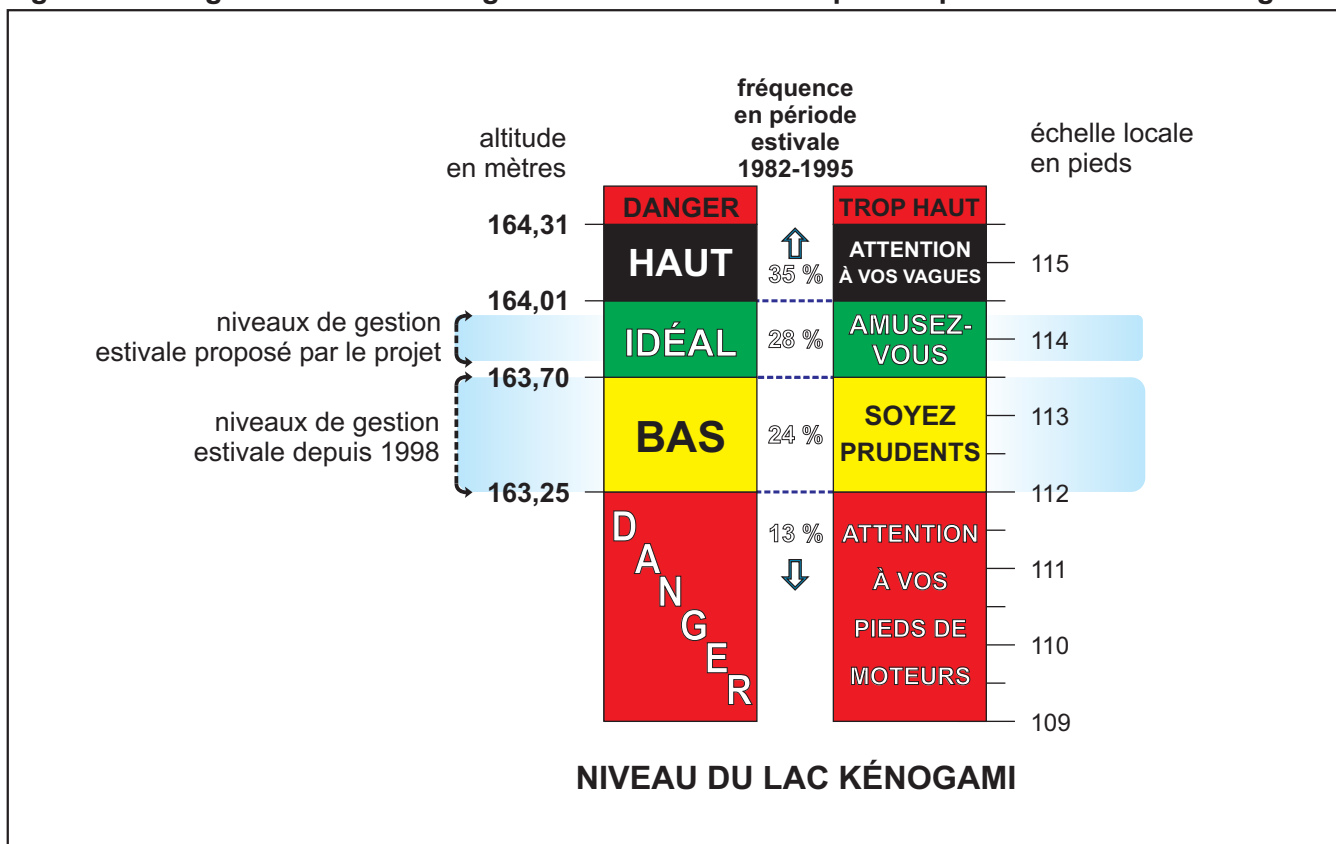 fréquence
en période
estivale
1982-1995
altitude
en mètres
échelle locale
en pieds
DANGER
TROP HAUT
164,31
HAUT
35 %
ATTENTION
À VOS VAGUES
115
164,01
niveaux de gestion
estivale proposé par le projet
IDÉAL
28 %
AMUSEZ-
VOUS
114
163,70
niveaux de gestion
estivale depuis 1998
BAS
24 %
SOYEZ
PRUDENTS
113
163,25
112
DANGER
13 %
ATTENTION
À VOS
PIEDS DE
MOTEURS
111
110
109
NIVEAU DU LAC KÉNOGAMI